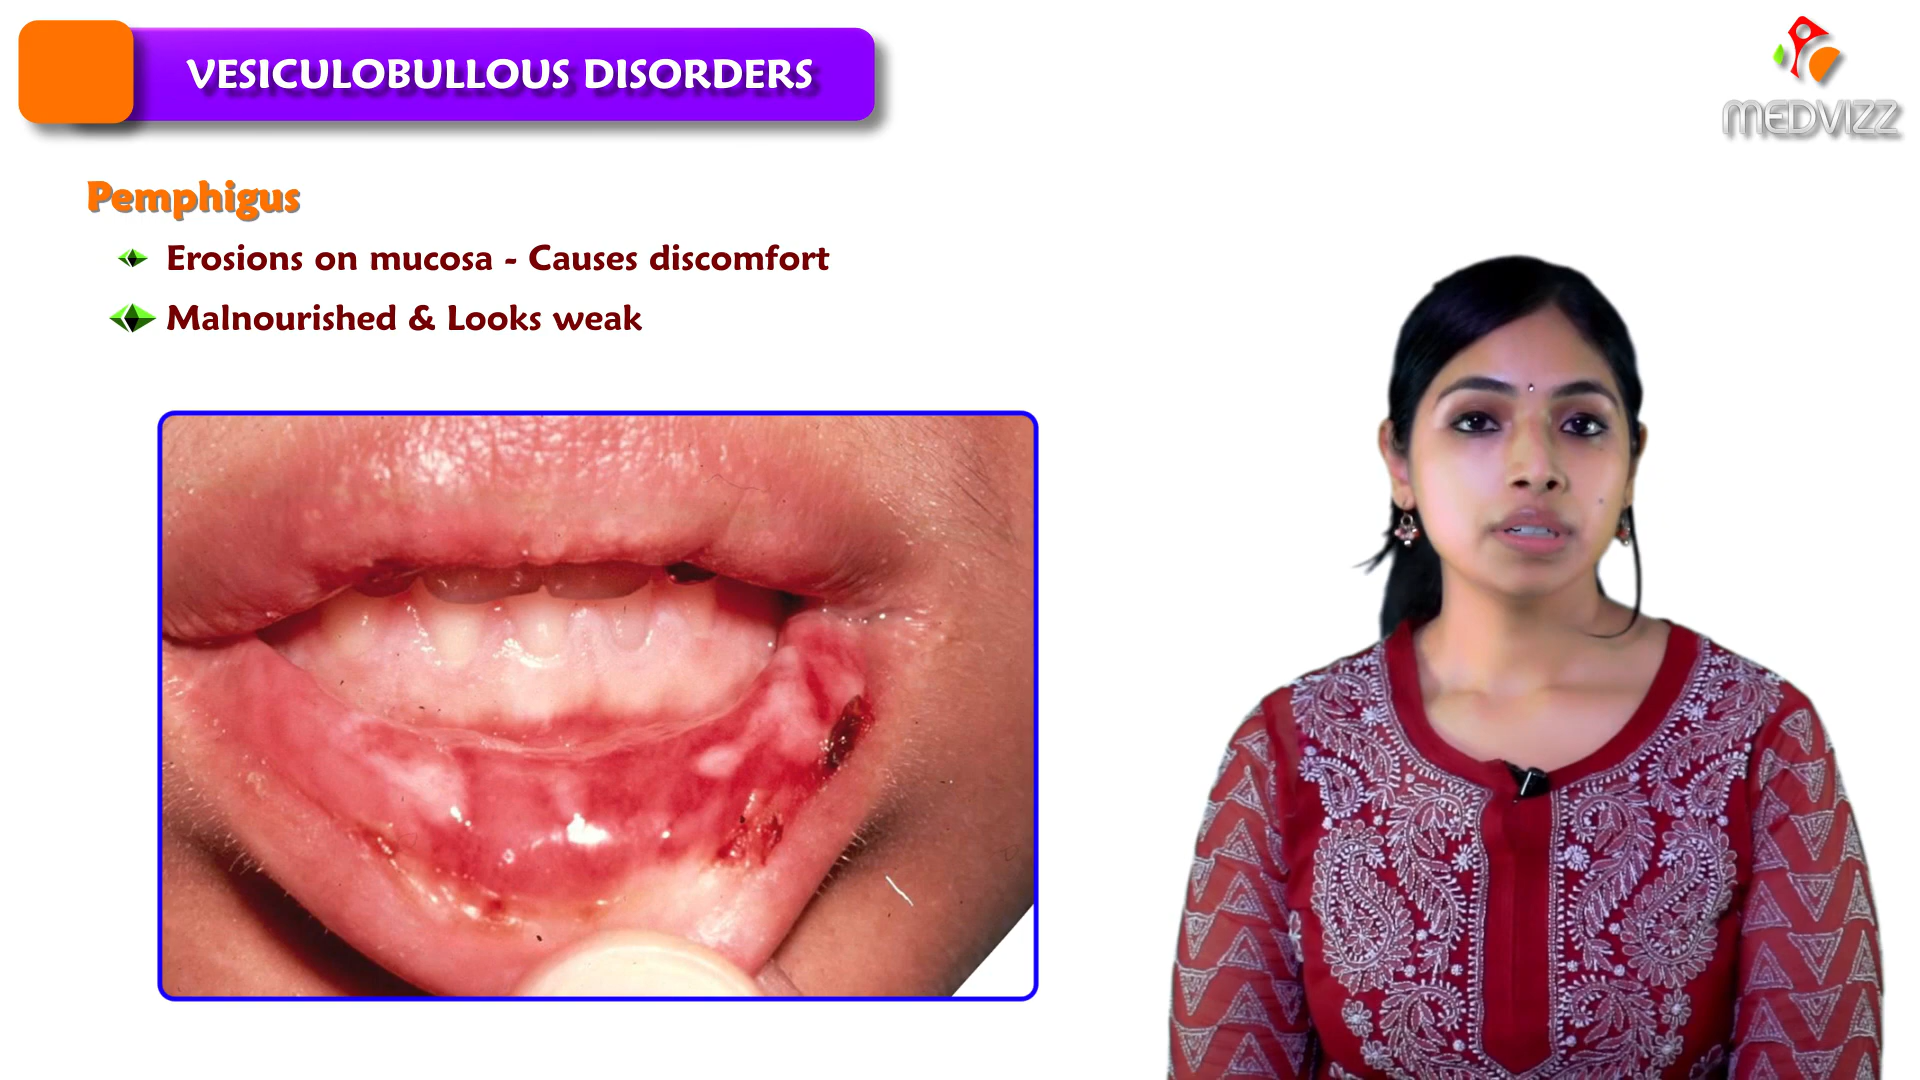 VESICULOBULLOUS DISORDERS
MEDVIZZ
Pemphigus
Erosions on mucosa - Causes discomfort
Malnourished & Looks weak